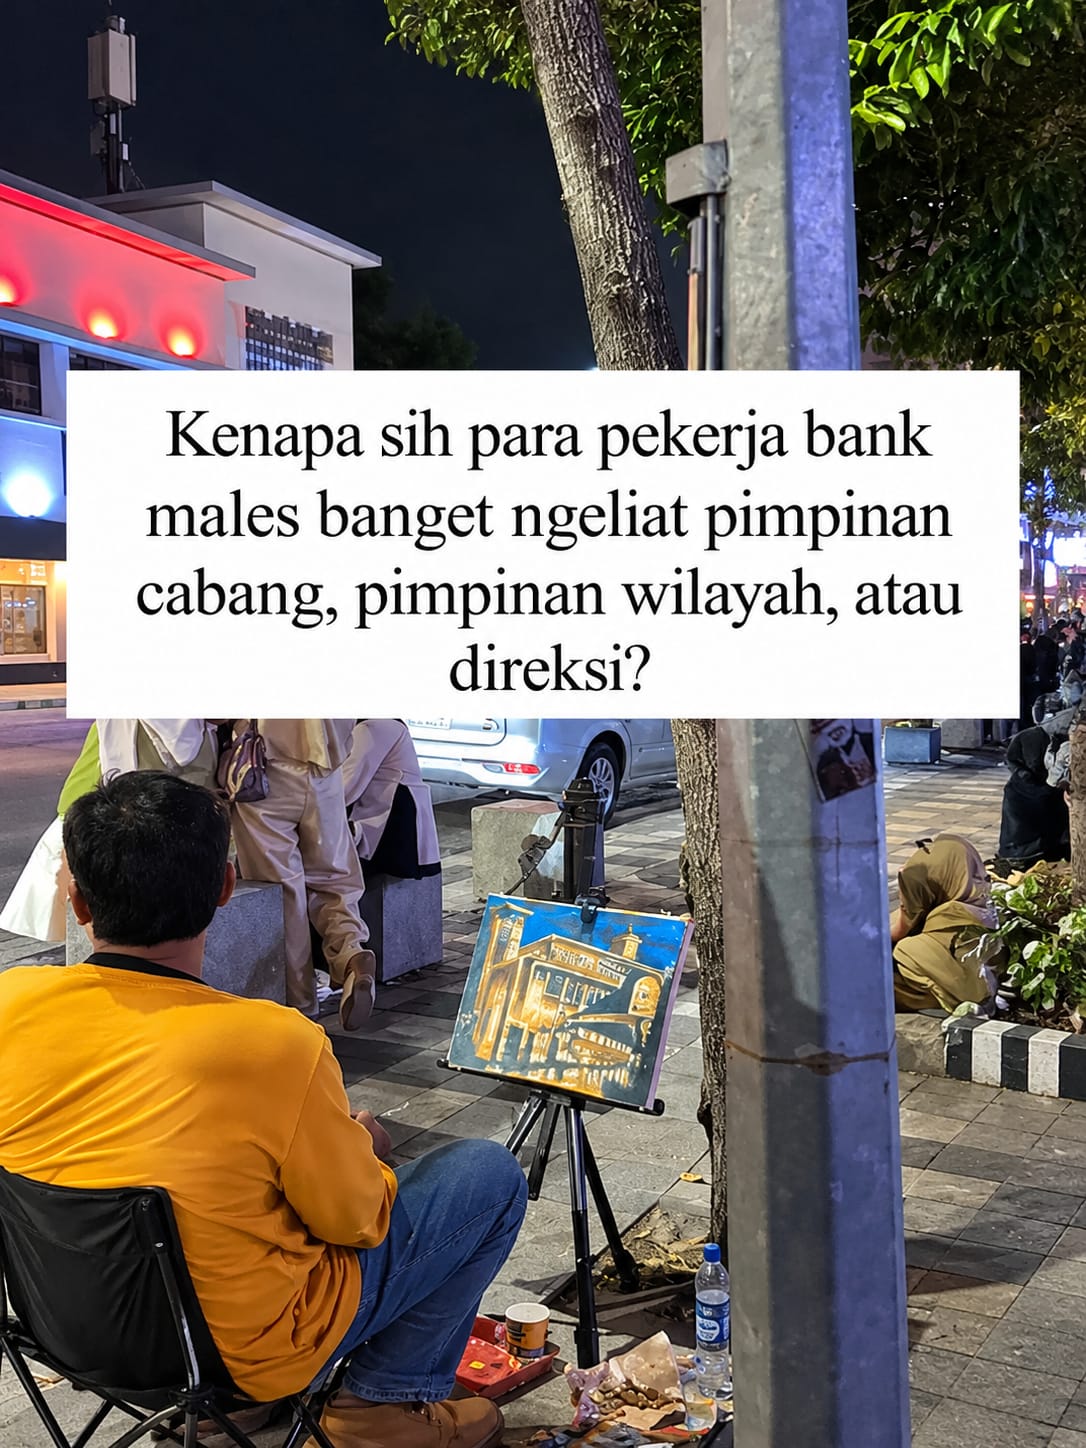 Kenapa sih para pekerja bank
males banget ngeliat pimpinan
cabang, pimpinan wilayah, atau
direksi?